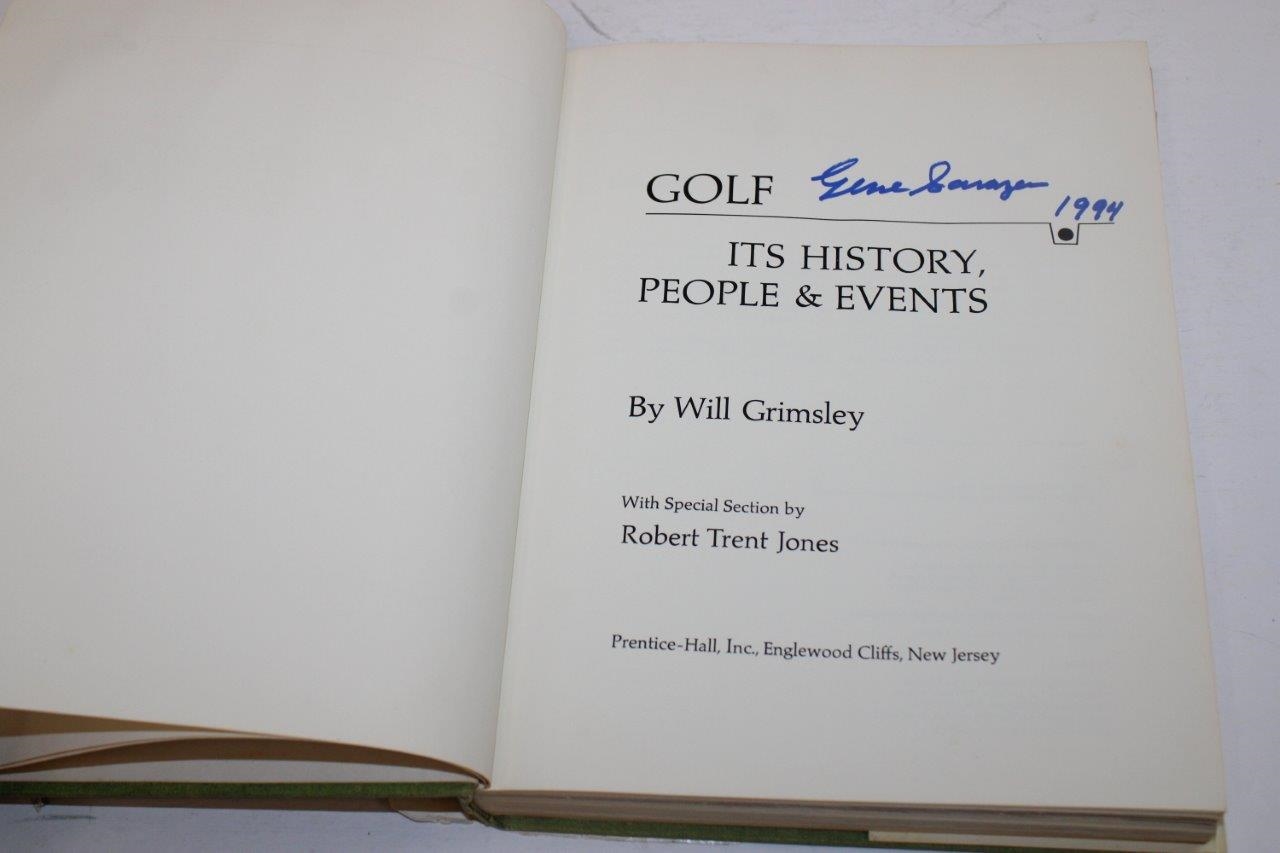 GOLF Gene Sarazen
1994
ITS HISTORY,
PEOPLE & EVENTS
By Will Grimsley
With Special Section by
Robert Trent Jones
Prentice-Hall, Inc., Englewood Cliffs, New Jersey